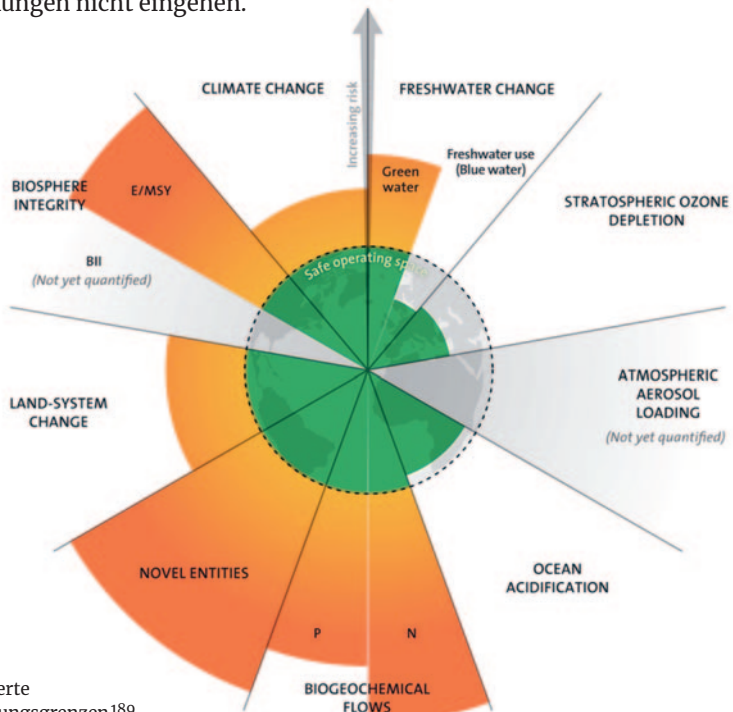 ungen nicht eingehen.
Increasing risk
CLIMATE CHANGE
FRESHWATER CHANGE
Green
water
Freshwater use
(Blue water)
STRATOSPHERIC OZONE
DEPLETION
BIOSPHERE
INTEGRITY
E/MSY
BII
(Not yet quantified)
Safe operating space
ATMOSPHERIC
AEROSOL
LOADING
(Not yet quantified)
LAND-SYSTEM
CHANGE
OCEAN
ACIDIFICATION
NOVEL ENTITIES
P
N
BIOGEOCHEMICAL
FLOWS
erte
ungsgrenzen189